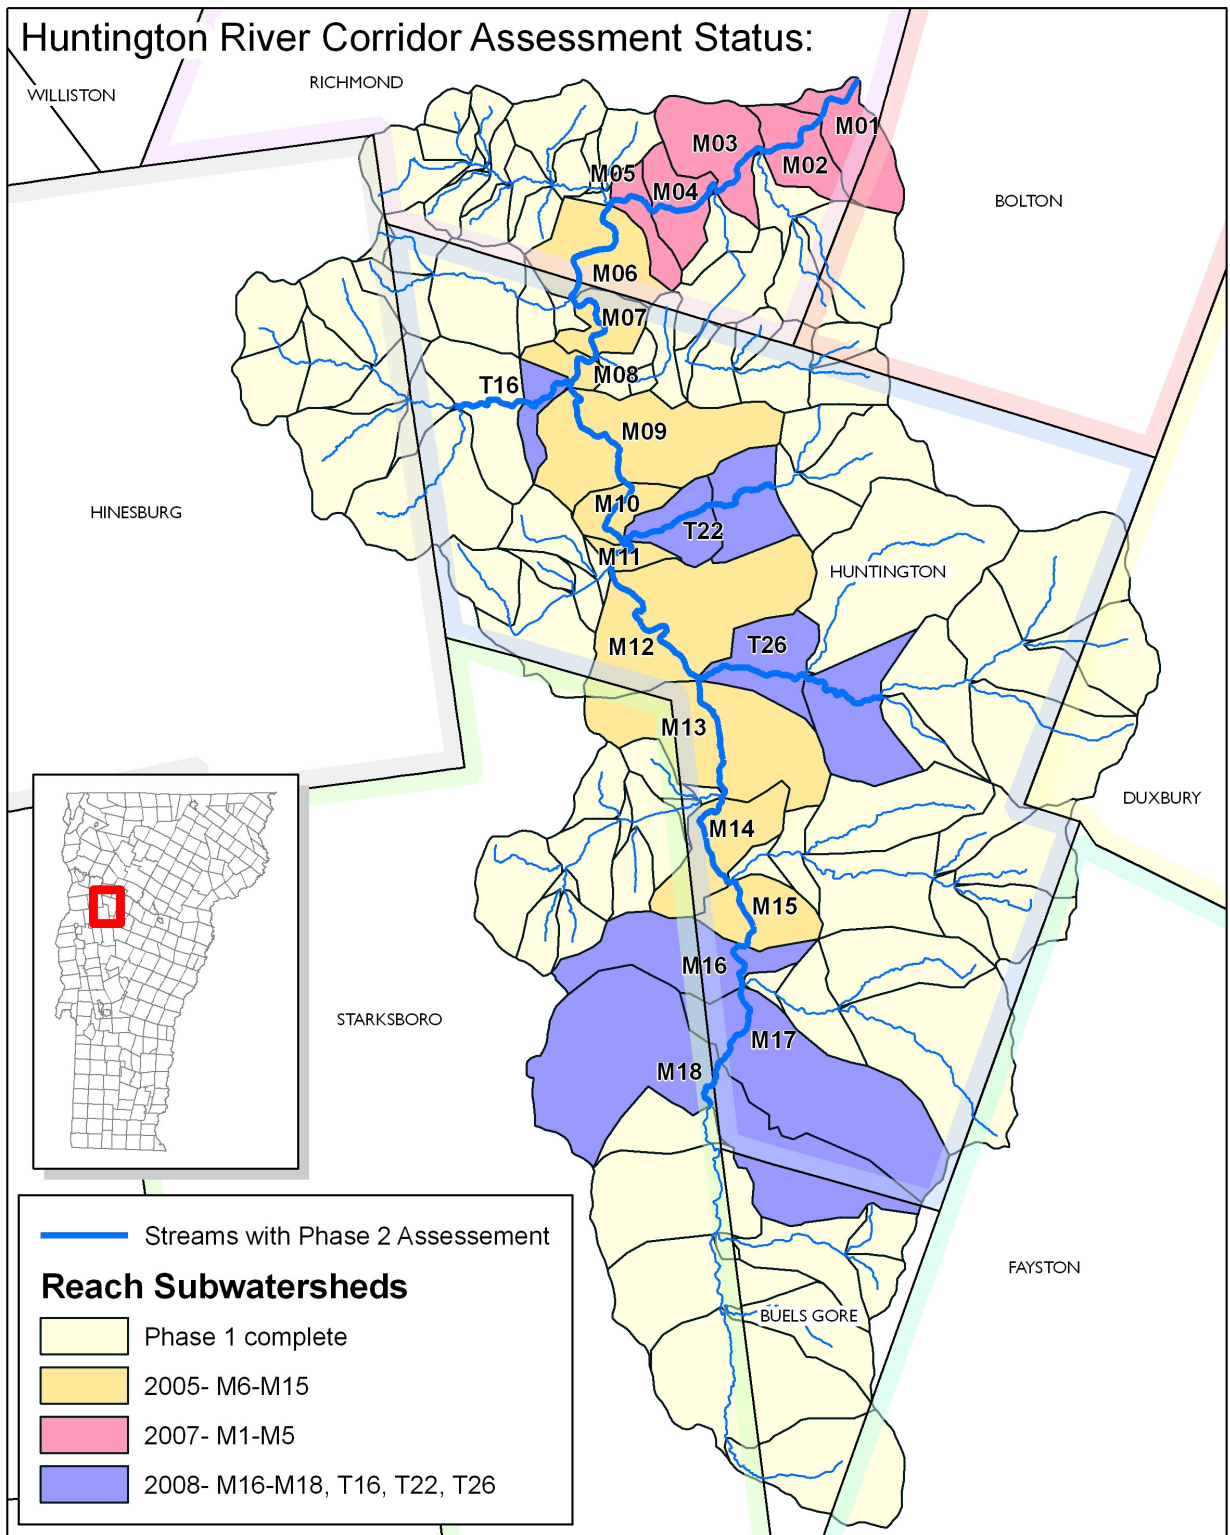 Huntington River Corridor Assessment Status:
RICHMOND
WILLISTON
M01
M03
M02
M05
M04
BOLTON
M06
M07
M08
T16
M09
M10
HINESBURG
T22
M11
HUNTINGTON
M12
T26
M13
DUXBURY
M14
M15
M16
STARKSBORO
M17
M18
Streams with Phase 2 Assessement
FAYSTON
Reach Subwatersheds
BUELS GORE
Phase 1 complete
2005- M6-M15
2007- M1-M5
2008- M16-M18, T16, T22, T26